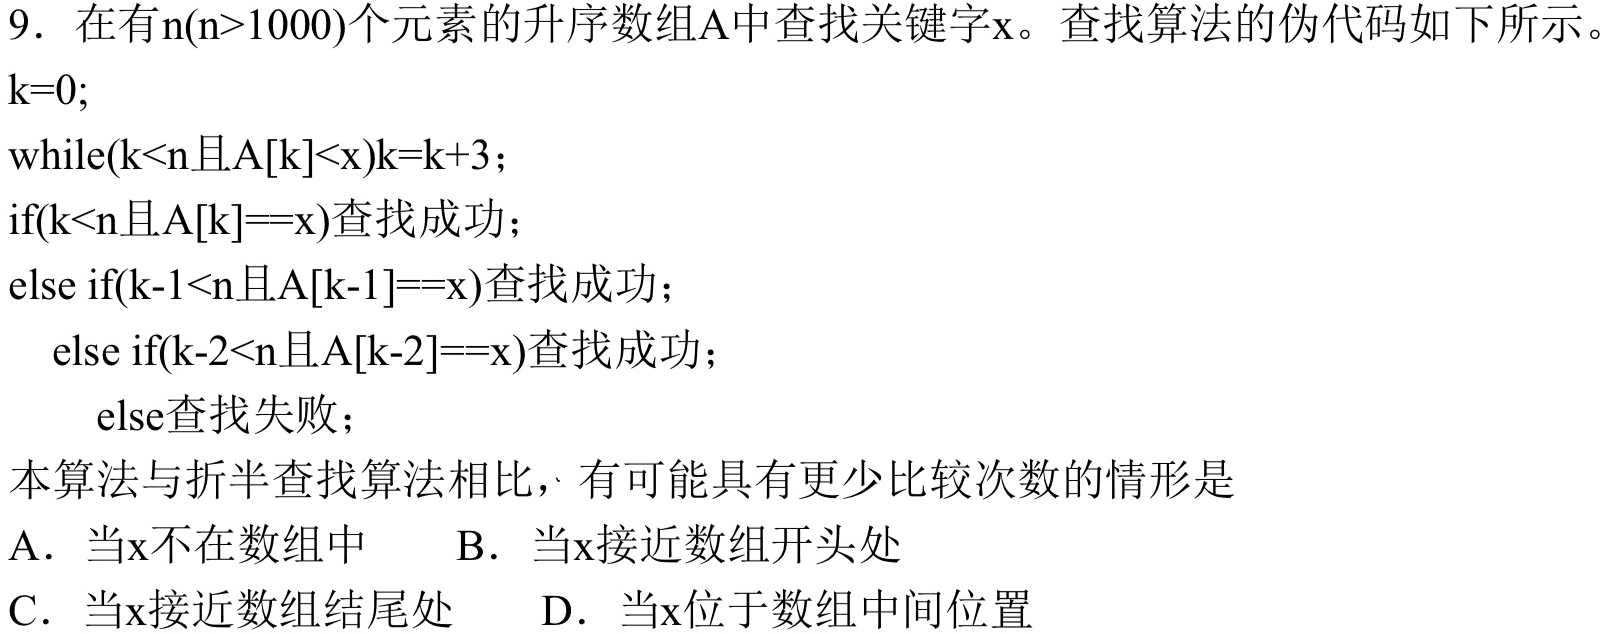 9．在有n(n>1000)个元素的升序数组A中查找关键字x。查找算法的伪代码如下所示。
k=0;
while(k<n且A[k]<x)k=k+3；
if(k<n且A[k]==x)查找成功；
else if(k-1<n且A[k-1]==x)查找成功；
else if(k-2<n且A[k-2]==x)查找成功；
else查找失败；
本算法与折半查找算法相比，有可能具有更少比较次数的情形是
A．当x不在数组中 B．当x接近数组开头处
C．当x接近数组结尾处 D．当x位于数组中间位置